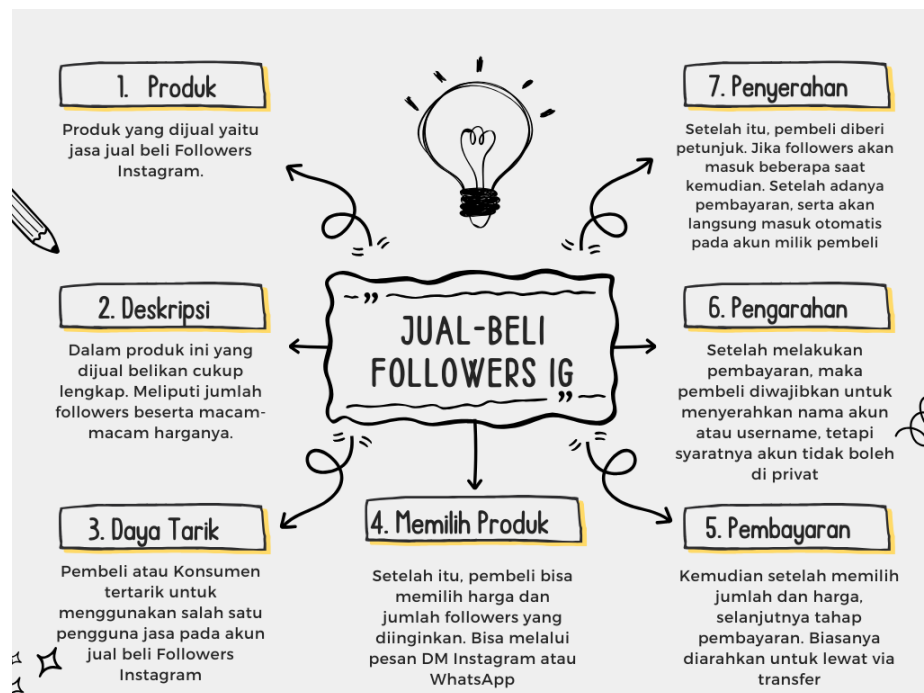 JUAL-BELI
FOLLOWERS IG
1. Produk
Produk yang dijual yaitu
jasa jual beli Followers
Instagram.
2. Deskripsi
Dalam produk ini yang
dijual belikan cukup
lengkap. Meliputi jumlah
followers beserta macam-
macam harganya.
3. Daya Tarik
Pembeli atau Konsumen
tertarik untuk
menggunakan salah satu
pengguna jasa pada akun
jual beli Followers
Instagram
4. Memilih Produk
Setelah itu, pembeli bisa
memilih harga dan
jumlah followers yang
diinginkan. Bisa melalui
pesan DM Instagram atau
WhatsApp
5. Pembayaran
Kemudian setelah memilih
jumlah dan harga,
selanjutnya tahap
pembayaran. Biasanya
diarahkan untuk lewat via
transfer
6. Pengarahan
Setelah melakukan
pembayaran, maka
pembeli diwajibkan untuk
menyerahkan nama akun
atau username, tetapi
syaratnya akun tidak boleh
di privat
7. Penyerahan
Setelah itu, pembeli diberi
petunjuk. Jika followers akan
masuk beberapa saat
kemudian. Setelah adanya
pembayaran, serta akan
langsung masuk otomatis
pada akun milik pembeli